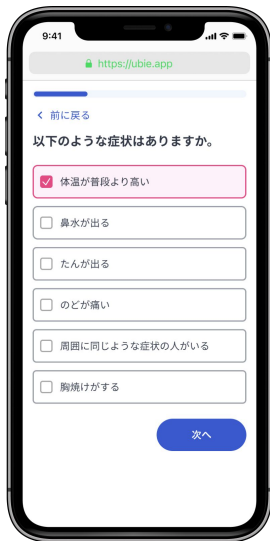 9:41
https://ubie.app
前に戻る
以下のような症状はありますか。
体温が普段より高い
鼻水が出る
たんが出る
のどが痛い
周囲に同じような症状の人がいる
胸焼けがする
次へ